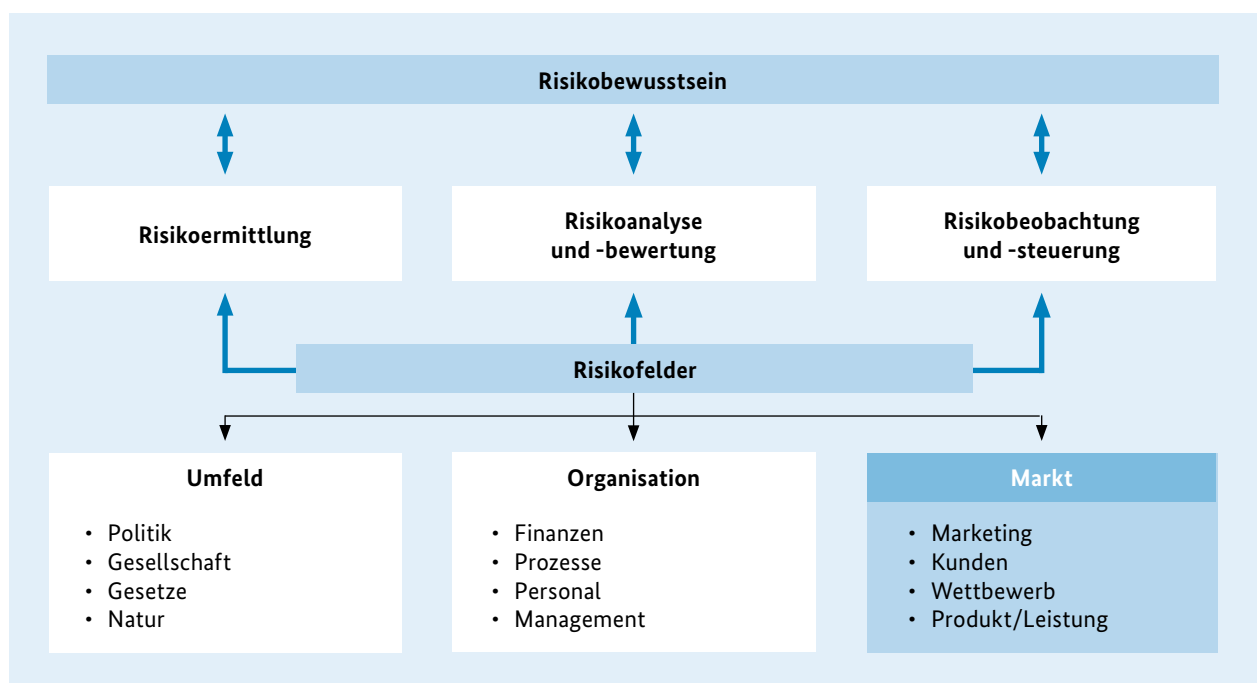 Risikobewusstsein
Risikoermittlung
Risikoanalyse
und -bewertung
Risikobeobachtung
und -steuerung
Risikofelder
Umfeld
• Politik
• Gesellschaft
• Gesetze
• Natur
Organisation
• Finanzen
• Prozesse
• Personal
• Management
Markt
• Marketing
• Kunden
• Wettbewerb
• Produkt/Leistung